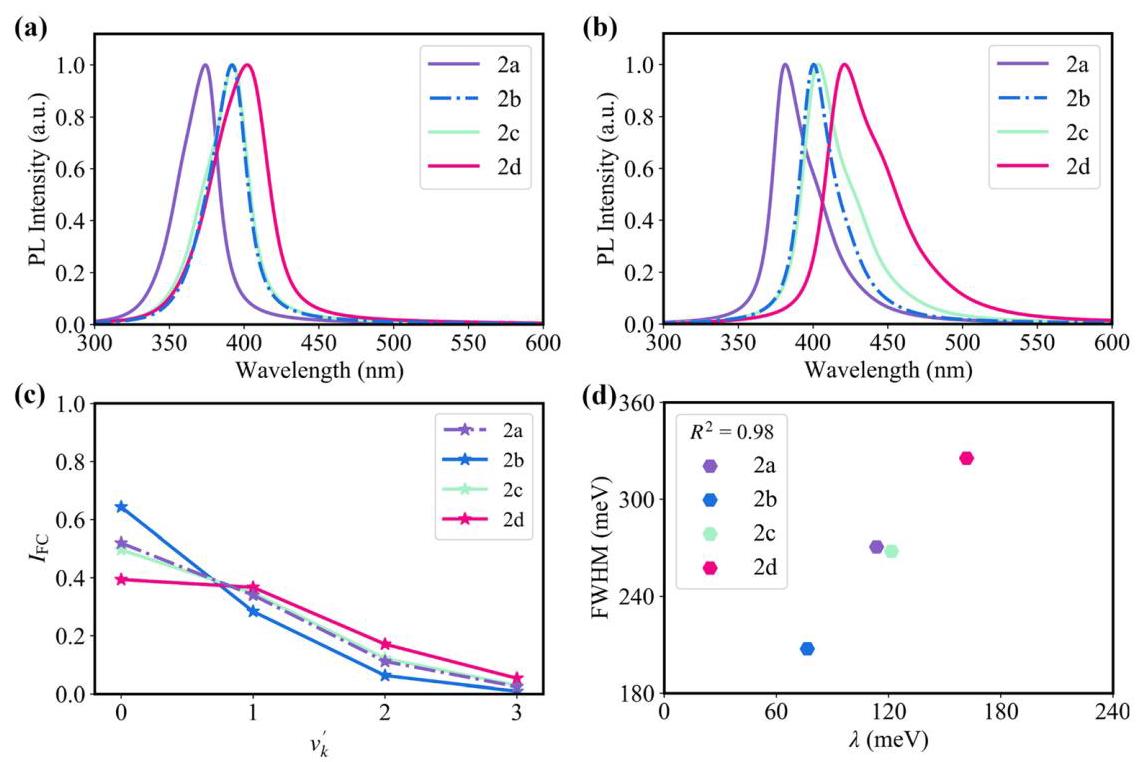 (a)
PL Intensity (a.u.)
1.0
0.8
0.6
0.4
0.2
0.0
2a
2b
2c
2d
300 350 400 450 500 550 600
Wavelength (nm)
(b)
PL Intensity (a.u.)
1.0
0.8
0.6
0.4
0.2
0.0
2a
2b
2c
2d
300 350 400 450 500 550 600
Wavelength (nm)
(c)
I_FC
1.0
0.8
0.6
0.4
0.2
0.0
2a
2b
2c
2d
0 1 2 3
v′_k
(d)
FWHM (meV)
360
300
240
180
R² = 0.98
2a
2b
2c
2d
0 60 120 180 240
λ (meV)